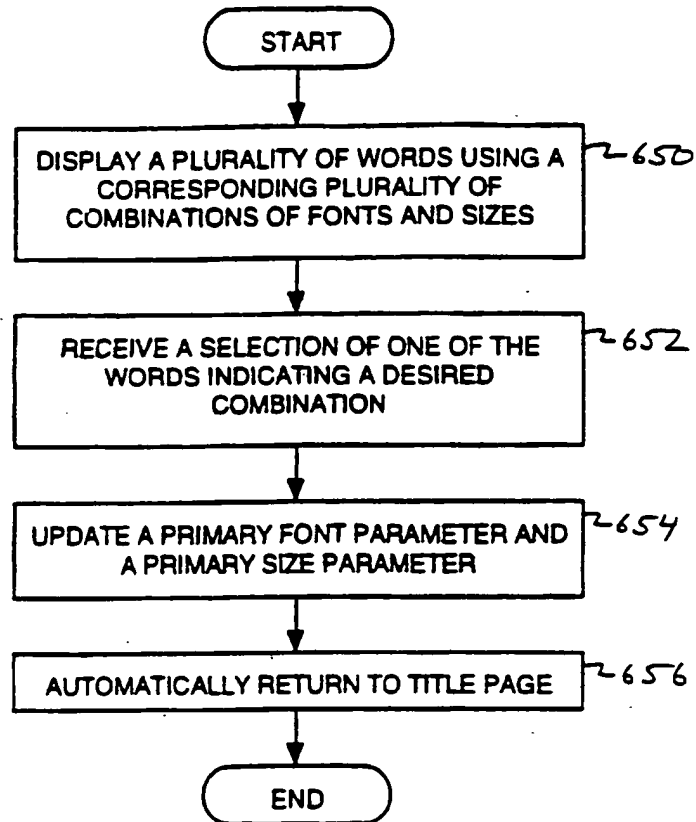 START
DISPLAY A PLURALITY OF WORDS USING A
CORRESPONDING PLURALITY OF
COMBINATIONS OF FONTS AND SIZES
650
RECEIVE A SELECTION OF ONE OF THE
WORDS INDICATING A DESIRED
COMBINATION
652
UPDATE A PRIMARY FONT PARAMETER AND
A PRIMARY SIZE PARAMETER
654
AUTOMATICALLY RETURN TO TITLE PAGE
656
END